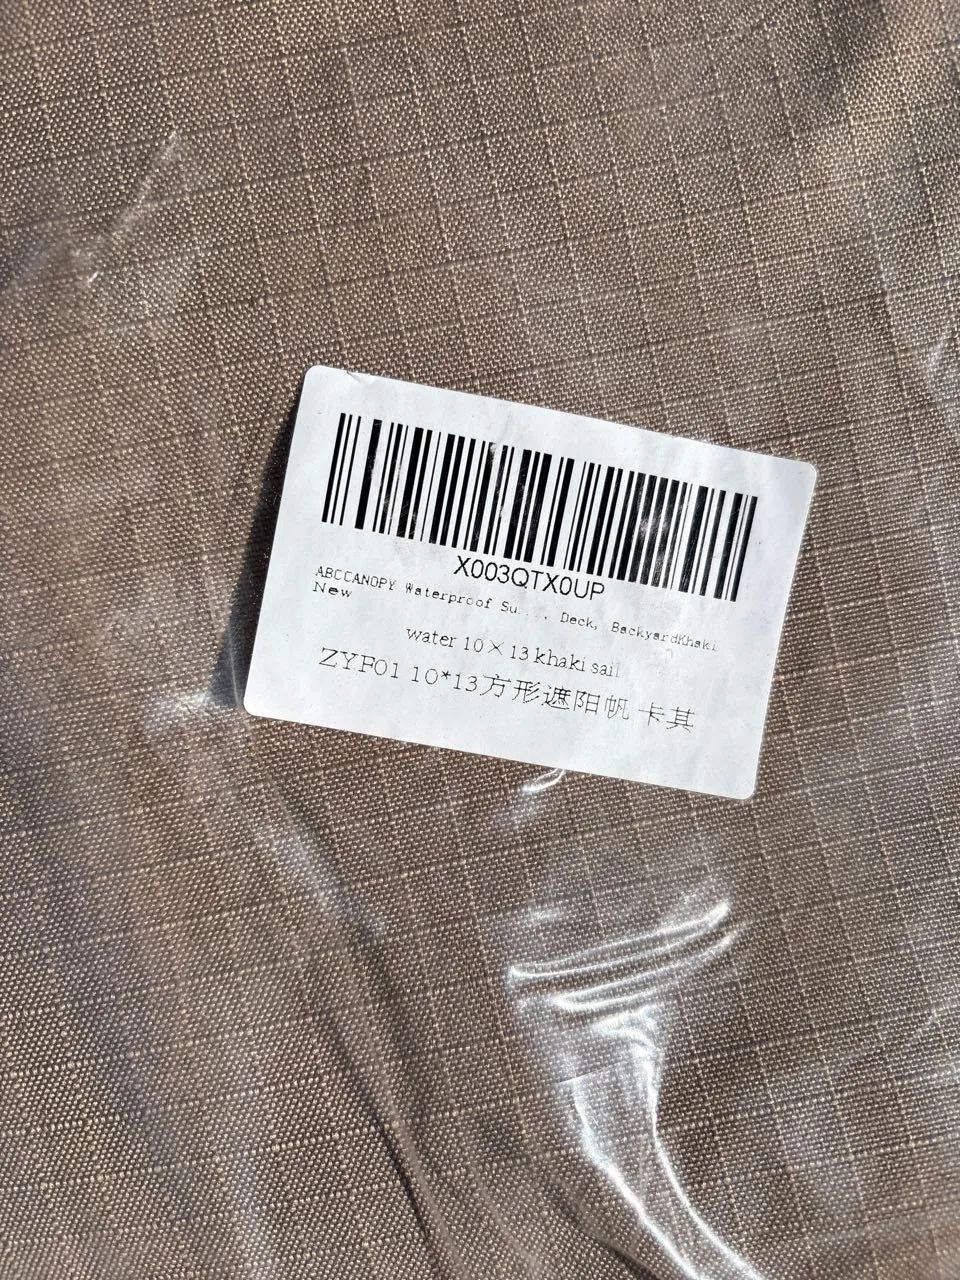 X003QTX0UP
ABCCANOPY Waterproof Su..., Deck, BackyardKhaki
New
water 10×13 khaki sail
ZYF01 10*13方形遮阳帆 卡其